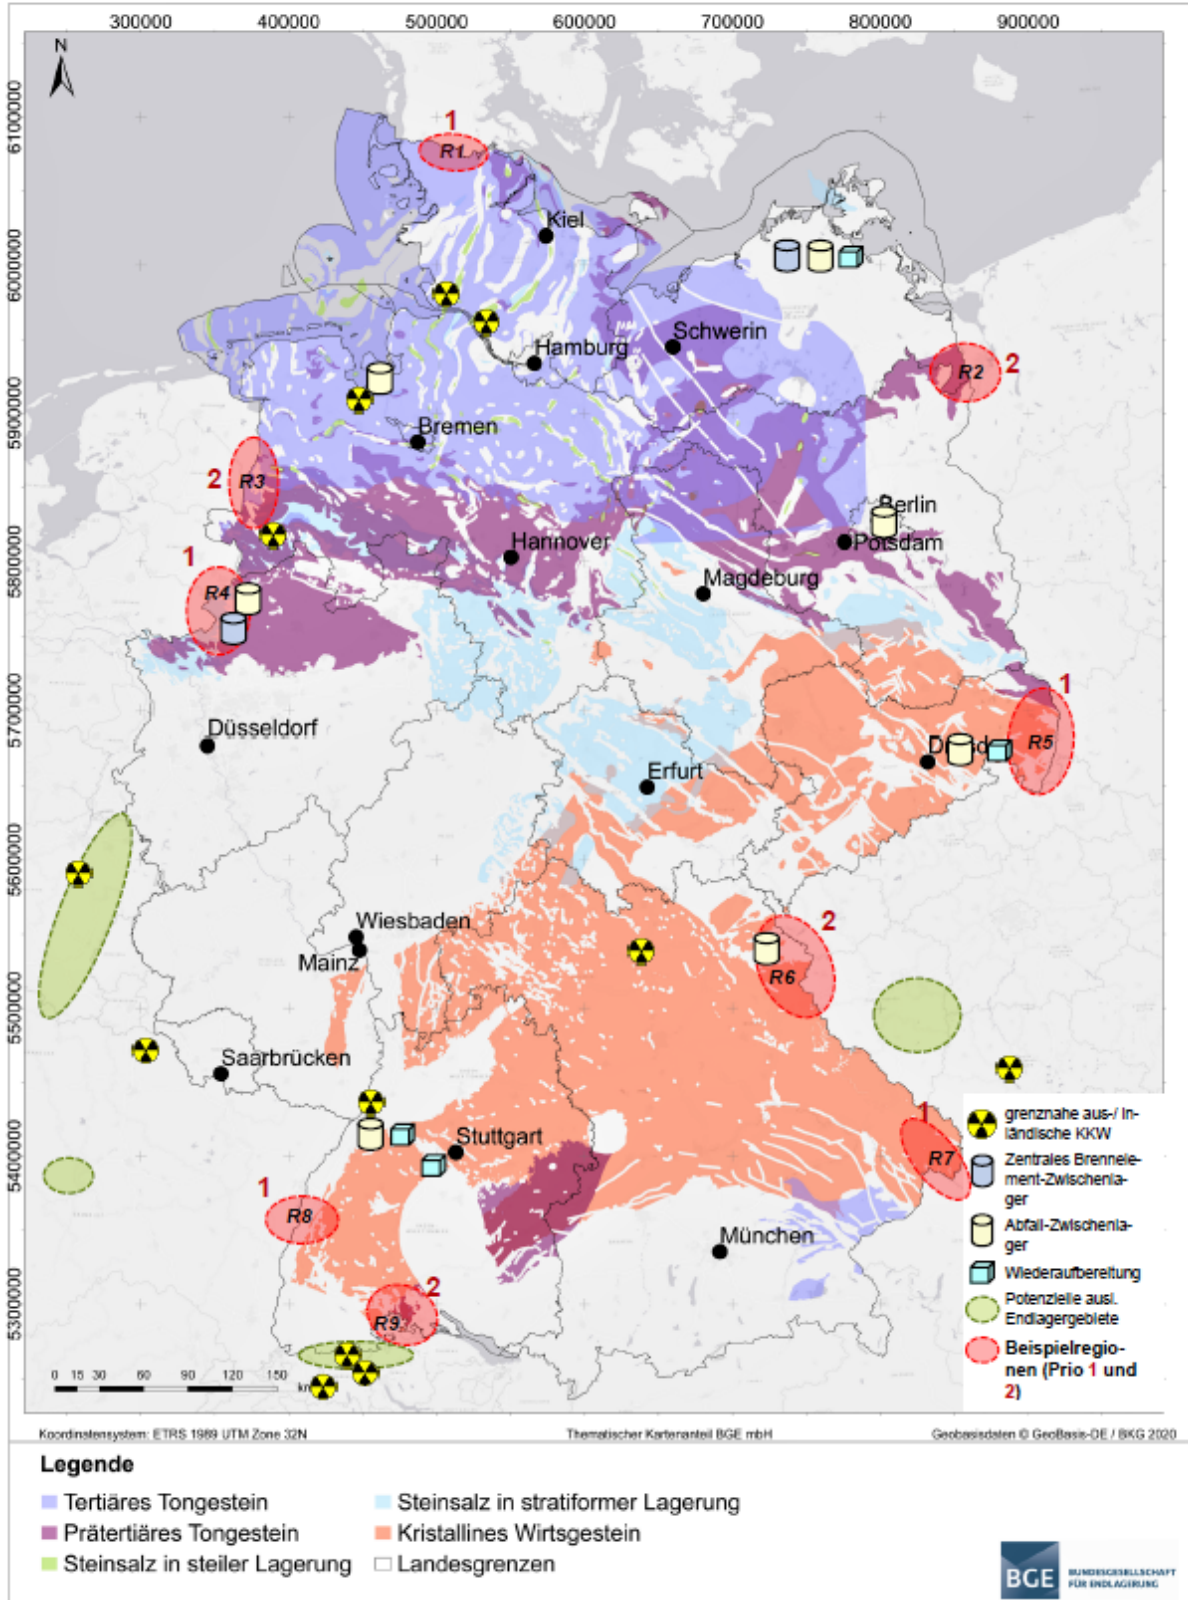 300000 400000 500000 600000 700000 800000 900000
N
6100000
6000000
5900000
5800000
5700000
5600000
5500000
5400000
5300000
1
R1
Kiel
Schwerin
Hamburg
R2 2
Bremen
2 R3
Berlin
Hannover
Potsdam
1
R4
Magdeburg
1
Düsseldorf
R5
Erfurt
Wiesbaden
2
Mainz
R6
Saarbrücken
1
Stuttgart
R7
1
R8
München
2
R9
0 15 30 60 90 120 150
km
grenznahe aus-/ In-
ländische KKW
Zentrales Brennele-
ment-Zwischenla-
ger
Abfall-Zwischenla-
ger
Wiederaufbereitung
Potenzielle ausl.
Endlagergebiete
Beispielregio-
nen (Prio 1 und
2)
Koordinatensystem: ETRS 1989 UTM Zone 32N Thematischer Kartenanteil BGE mbH Geobasisdaten © GeoBasis-DE / BKG 2020
Legende
Tertiäres Tongestein Steinsalz in stratiformer Lagerung
Prätertiäres Tongestein Kristallines Wirtsgestein
Steinsalz in steiler Lagerung Landesgrenzen
BGE BUNDESGESELLSCHAFT
FÜR ENDLAGERUNG